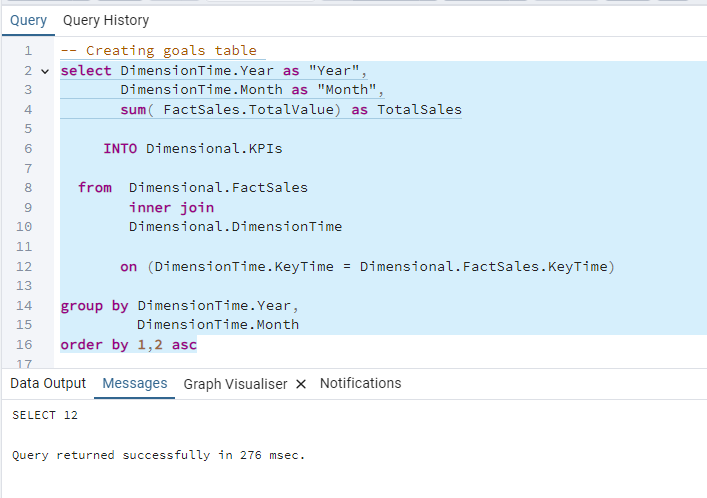 Query Query History
1 -- Creating goals table
2 select DimensionTime.Year as "Year",
3 DimensionTime.Month as "Month",
4 sum( FactSales.TotalValue) as TotalSales
5
6 INTO Dimensional.KPIs
7
8 from Dimensional.FactSales
9 inner join
10 Dimensional.DimensionTime
11
12 on (DimensionTime.KeyTime = Dimensional.FactSales.KeyTime)
13
14 group by DimensionTime.Year,
15 DimensionTime.Month
16 order by 1,2 asc
17
Data Output Messages Graph Visualiser × Notifications
SELECT 12
Query returned successfully in 276 msec.